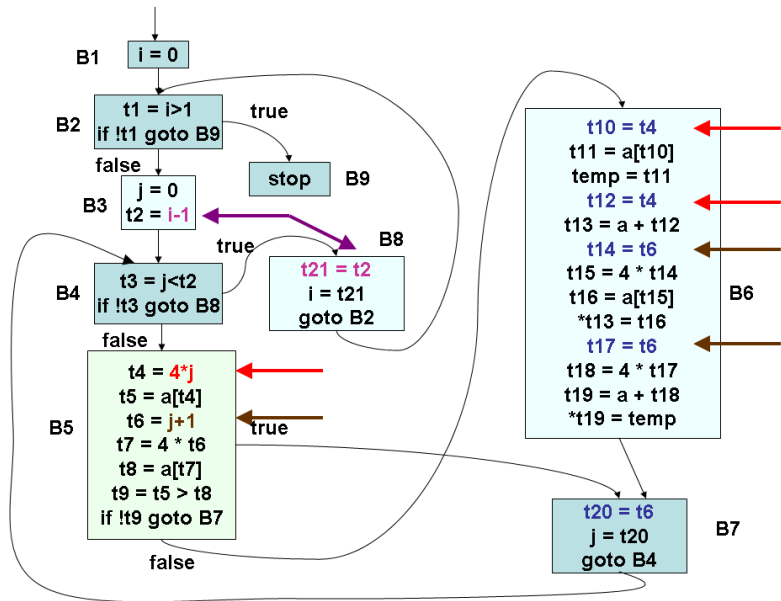 B1
i = 0
B2
t1 = i>1
if !t1 goto B9
true
false
stop
B9
B3
j = 0
t2 = i-1
true
B8
t21 = t2
i = t21
goto B2
B4
t3 = j<t2
if !t3 goto B8
false
B5
t4 = 4*j
t5 = a[t4]
t6 = j+1
t7 = 4 * t6
t8 = a[t7]
t9 = t5 > t8
if !t9 goto B7
true
false
t10 = t4
t11 = a[t10]
temp = t11
t12 = t4
t13 = a + t12
t14 = t6
t15 = 4 * t14
t16 = a[t15]
*t13 = t16
t17 = t6
t18 = 4 * t17
t19 = a + t18
*t19 = temp
B6
t20 = t6
j = t20
goto B4
B7